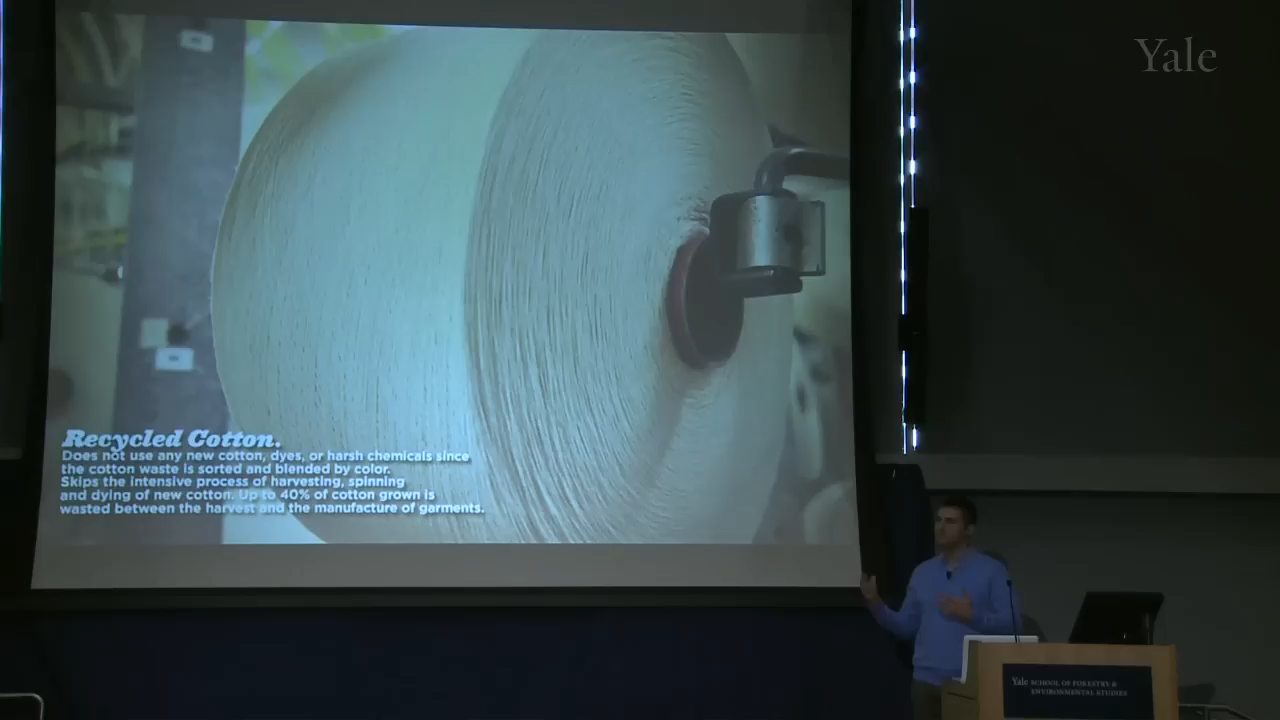 Yale
Recycled Cotton.
Does not use any new cotton, dyes, or harsh chemicals since
the cotton waste is sorted and blended by color.
Skips the intensive process of harvesting, spinning
and dying of new cotton. Up to 40% of cotton grown is
wasted between the harvest and the manufacture of garments.
Yale SCHOOL OF FORESTRY &
ENVIRONMENTAL STUDIES